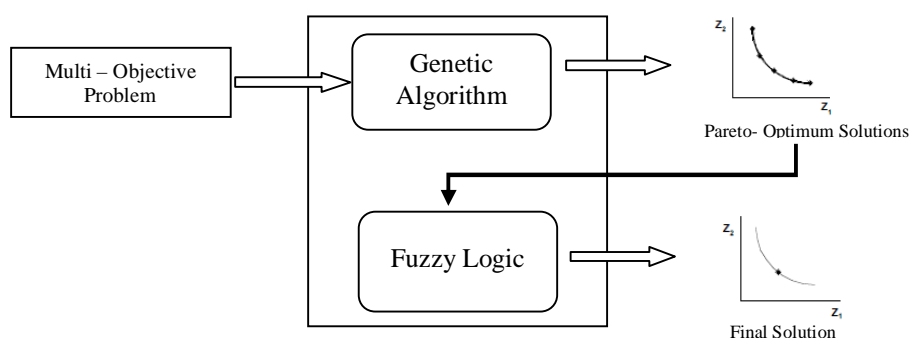 Multi – Objective
Problem
Genetic
Algorithm
Z2
Z1
Pareto- Optimum Solutions
Fuzzy Logic
Z2
Z1
Final Solution